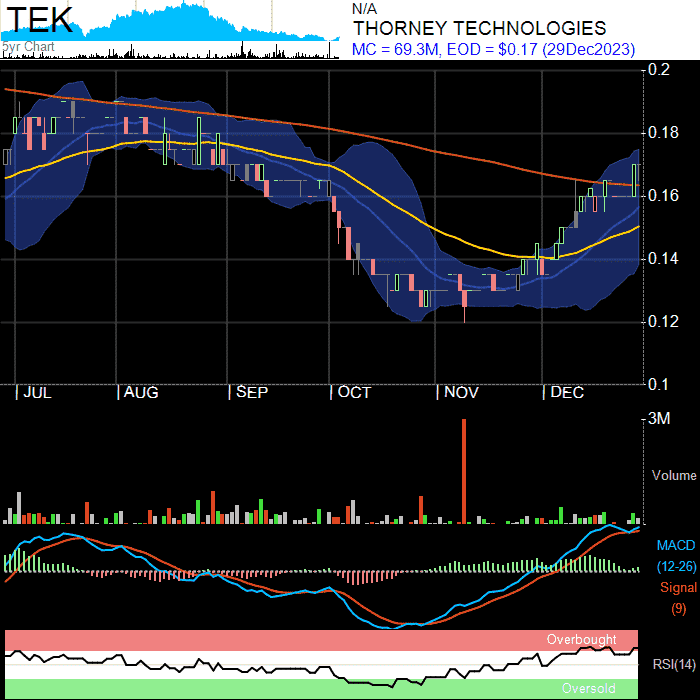 TEK
5yr Chart
N/A
THORNEY TECHNOLOGIES
MC = 69.3M, EOD = $0.17 (29Dec2023)
0.2
0.18
0.16
0.14
0.12
0.1
JUL AUG SEP OCT NOV DEC
3M
Volume
MACD
(12-26)
Signal
(9)
Overbought
RSI(14)
Oversold